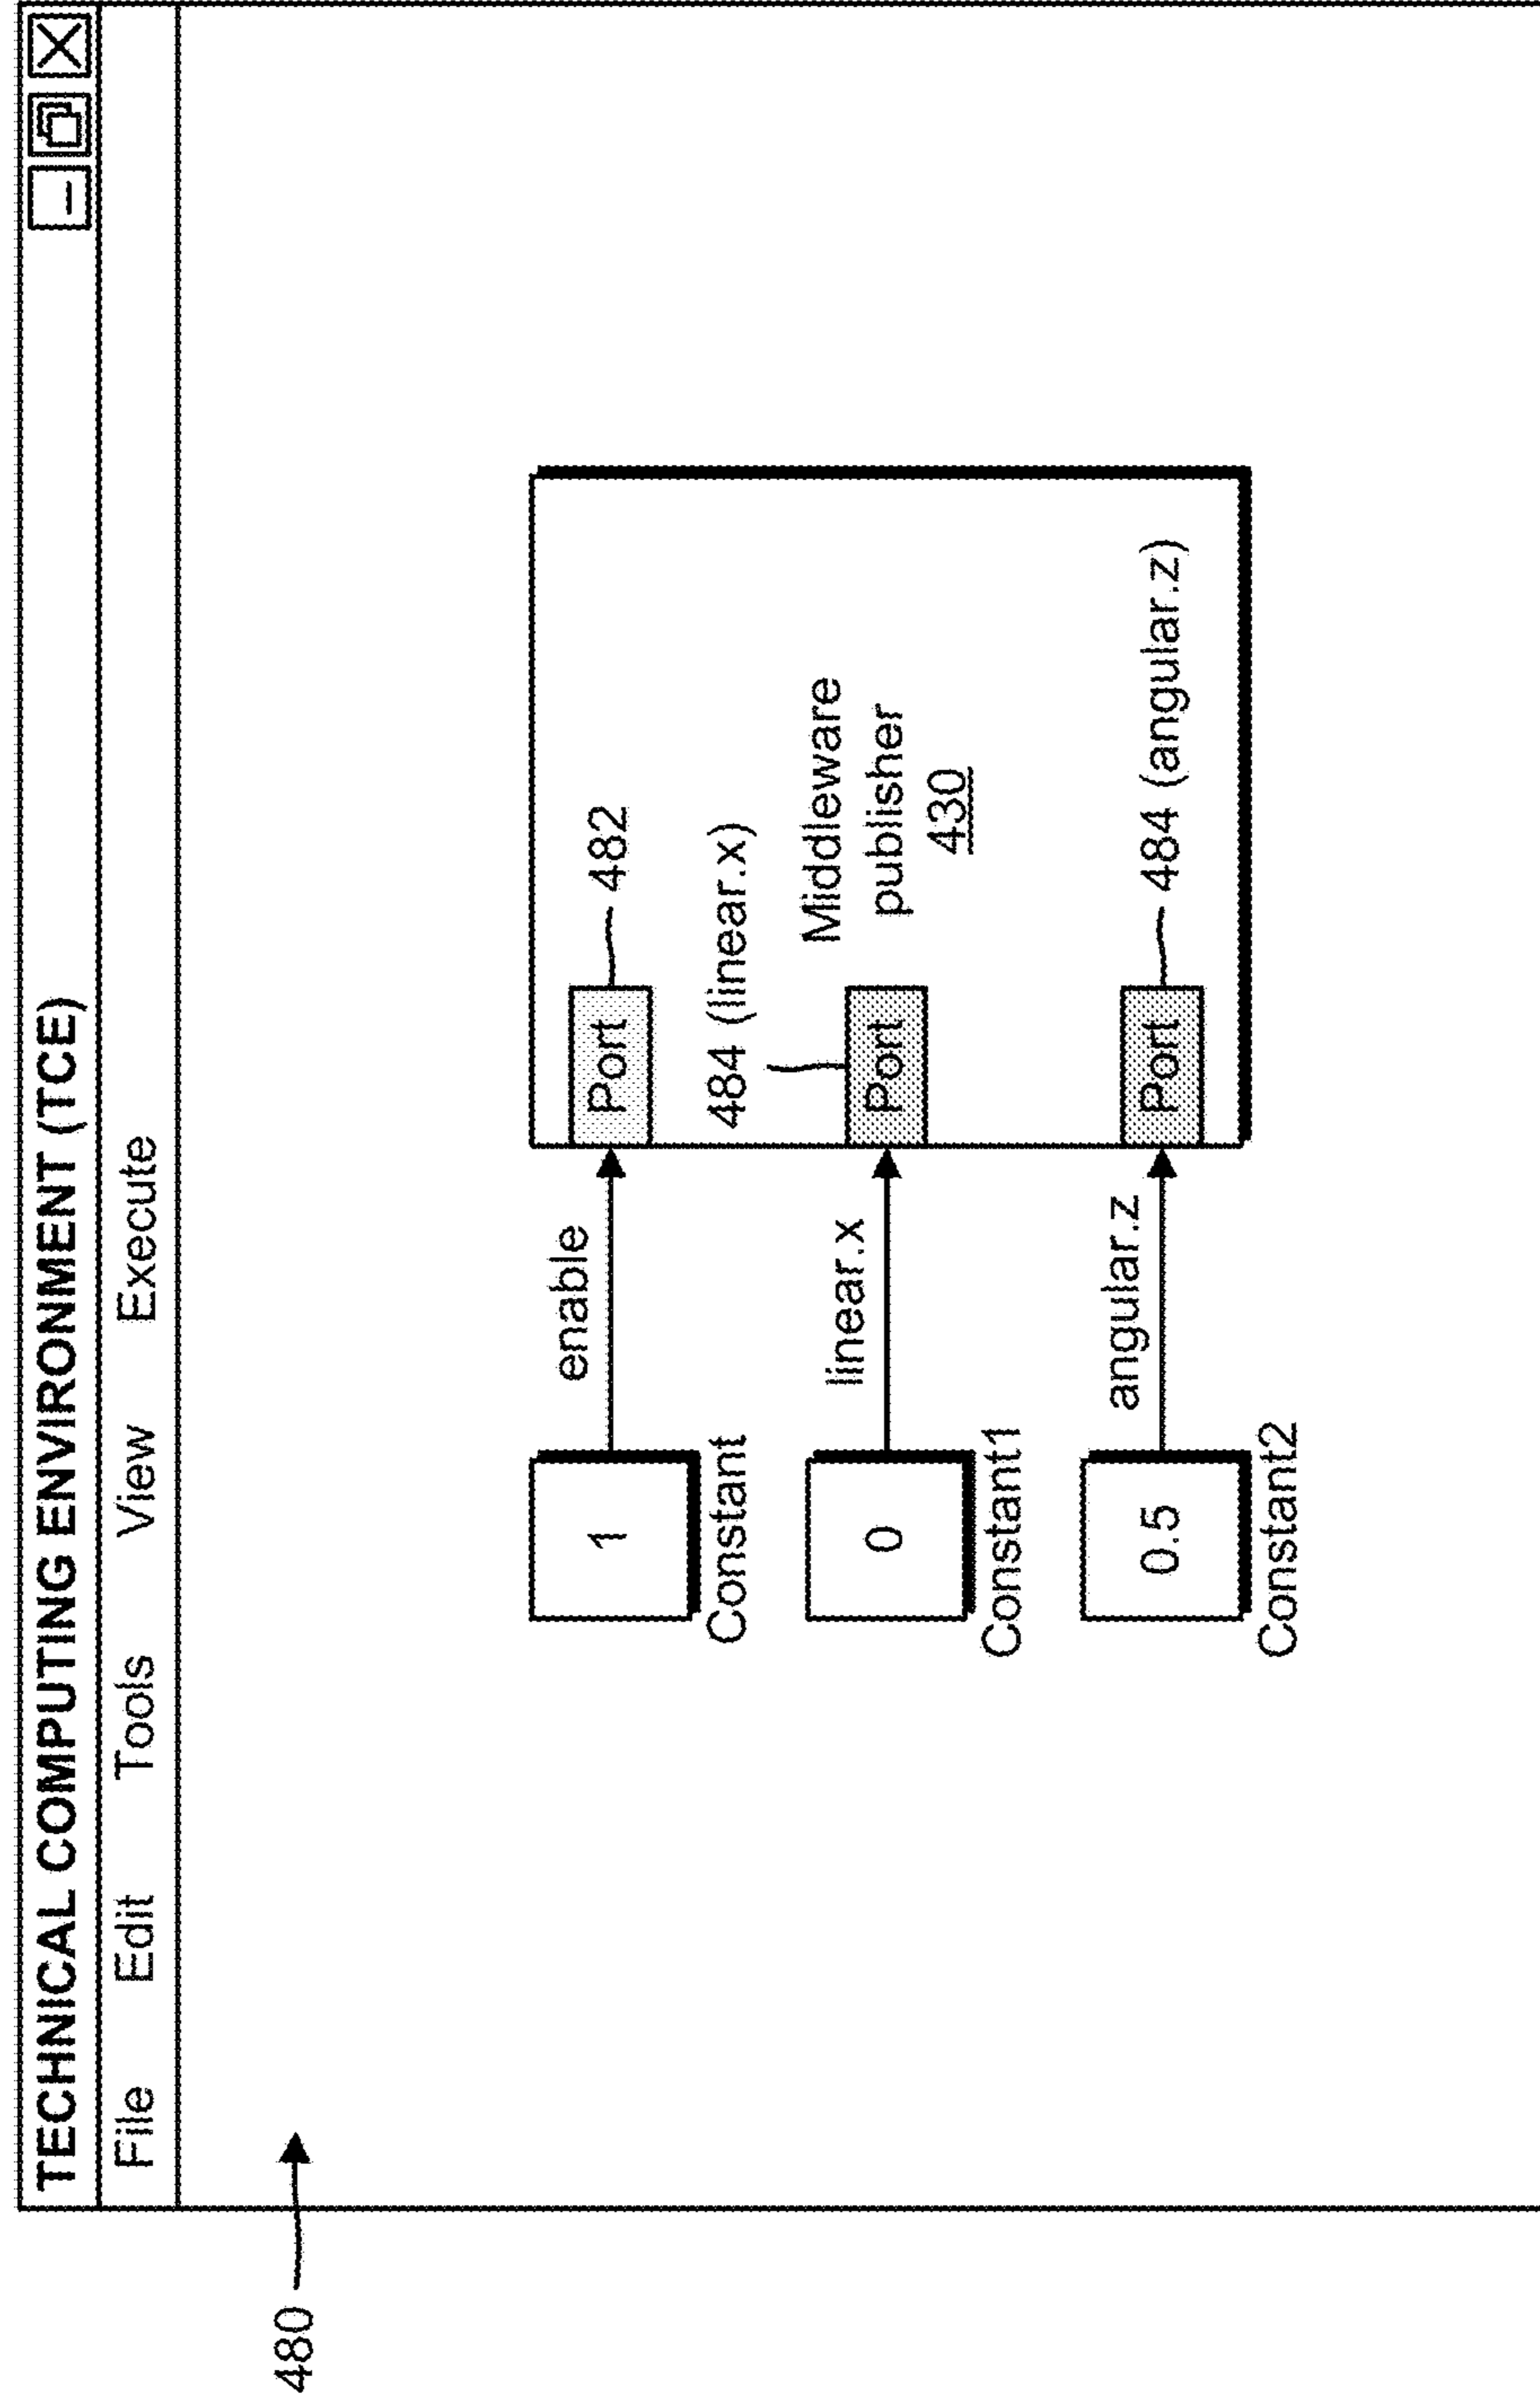 TECHNICAL COMPUTING ENVIRONMENT (TCE)
File Edit Tools View Execute
480
1
Constant
enable
Port
482
484 (linear.x)
0
Constant1
linear.x
Port
Middleware
publisher
430
0.5
Constant2
angular.z
Port
484 (angular.z)